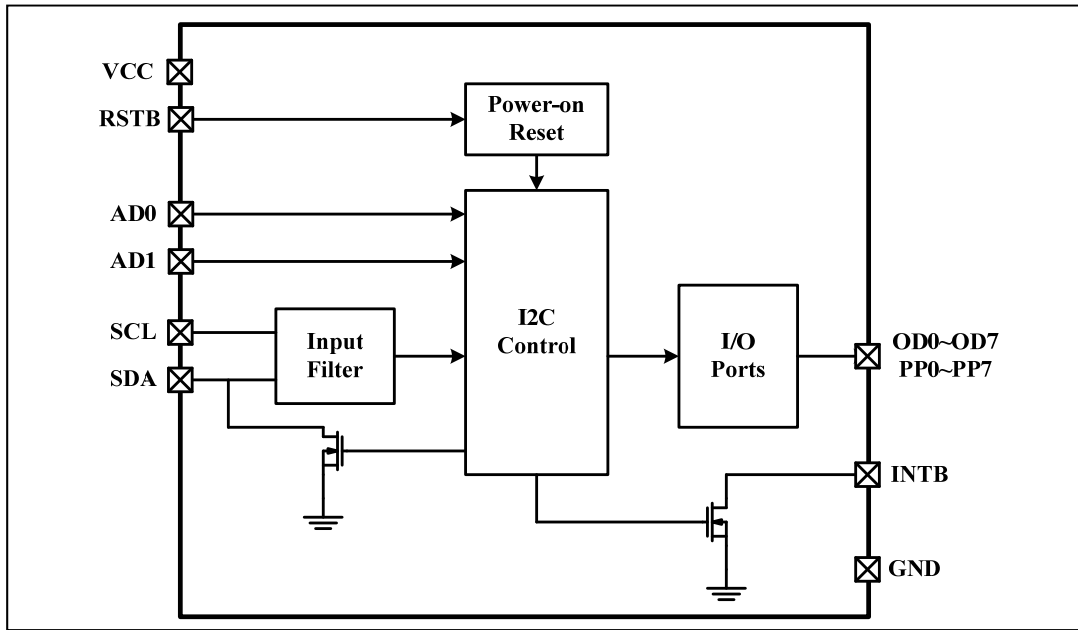 VCC
RSTB
Power-on
Reset
AD0
AD1
SCL
SDA
Input
Filter
I2C
Control
I/O
Ports
OD0~OD7
PP0~PP7
INTB
GND